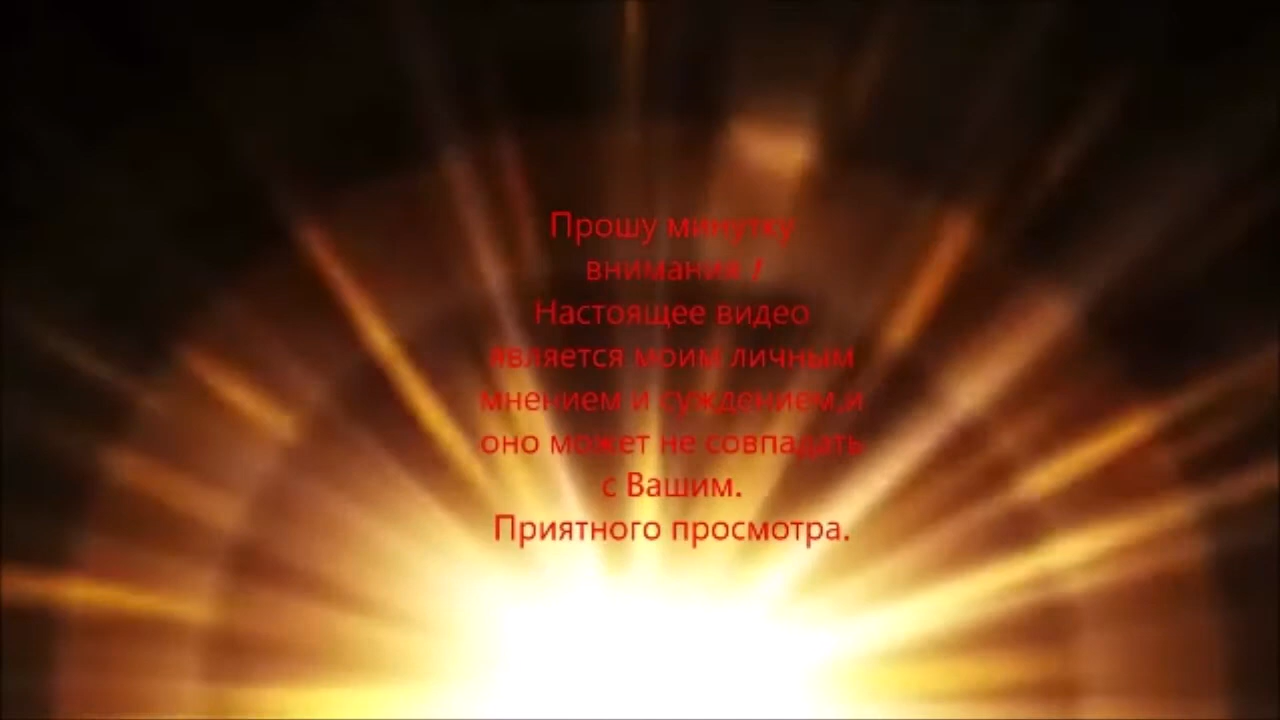 Прошу минутку
внимания !
Настоящее видео
является моим личным
мнением и суждением,и
оно может не совпадать
с Вашим.
Приятного просмотра.